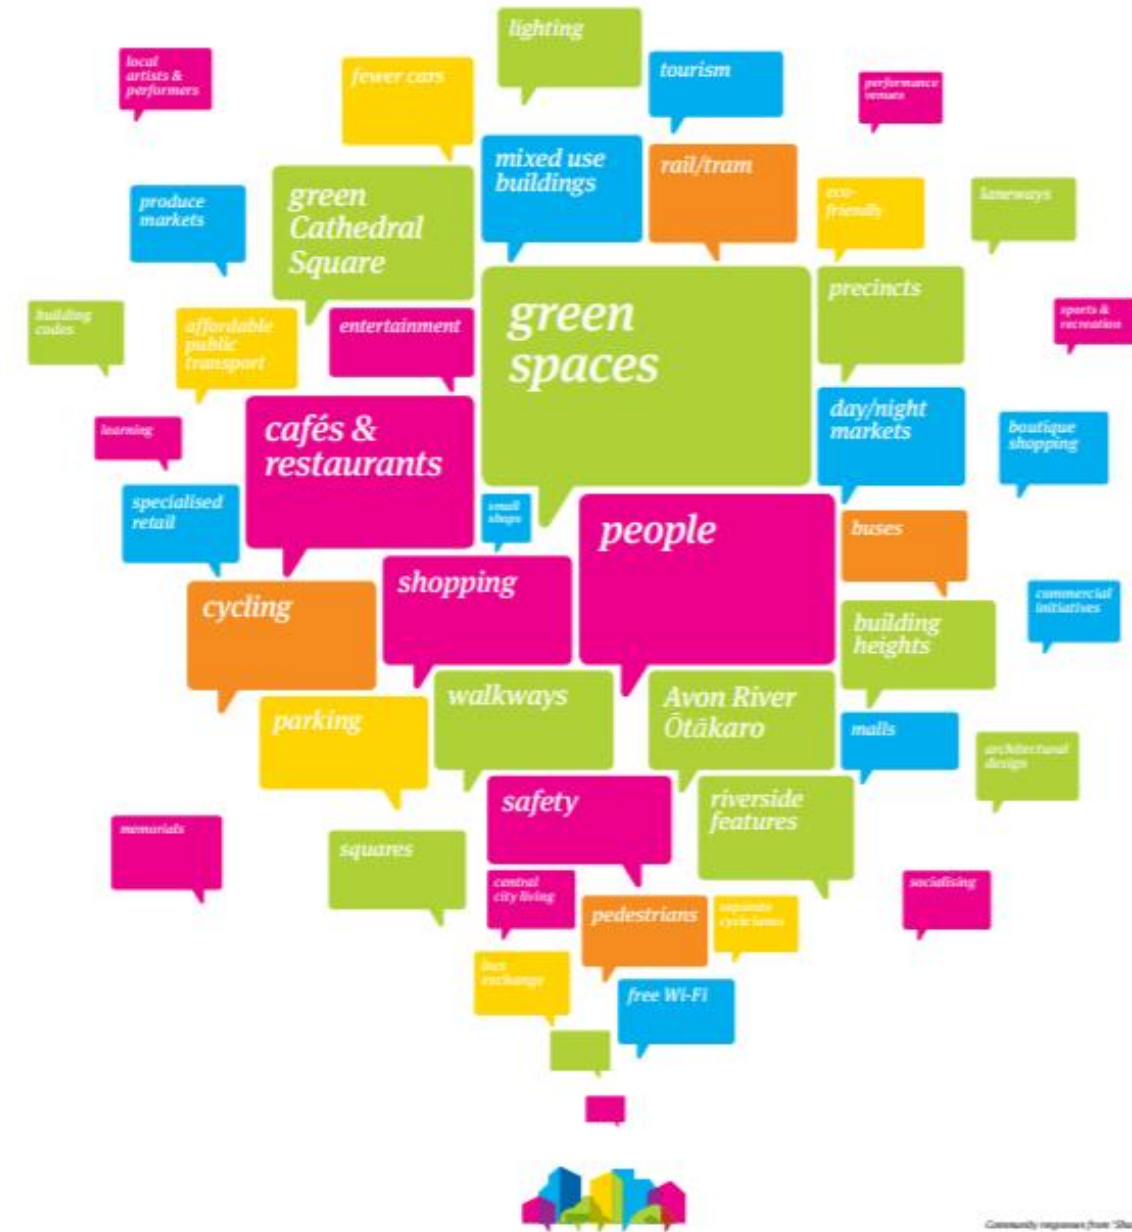 lighting
local
artists &
performers
fewer cars
tourism
performance
venues
mixed use
buildings
rail/tram
produce
markets
green
Cathedral
Square
eco-
friendly
laneways
green
spaces
precincts
building
codes
affordable
public
transport
entertainment
sports &
recreation
cafés &
restaurants
day/night
markets
boutique
shopping
learning
specialised
retail
small
shops
people
buses
shopping
cycling
commercial
initiatives
building
heights
walkways
Avon River
Ōtākaro
parking
malls
architectural
design
safety
riverside
features
memorials
squares
central
city living
socialising
pedestrians
separate
cycle lanes
bus
exchange
free Wi-Fi
Community responses from